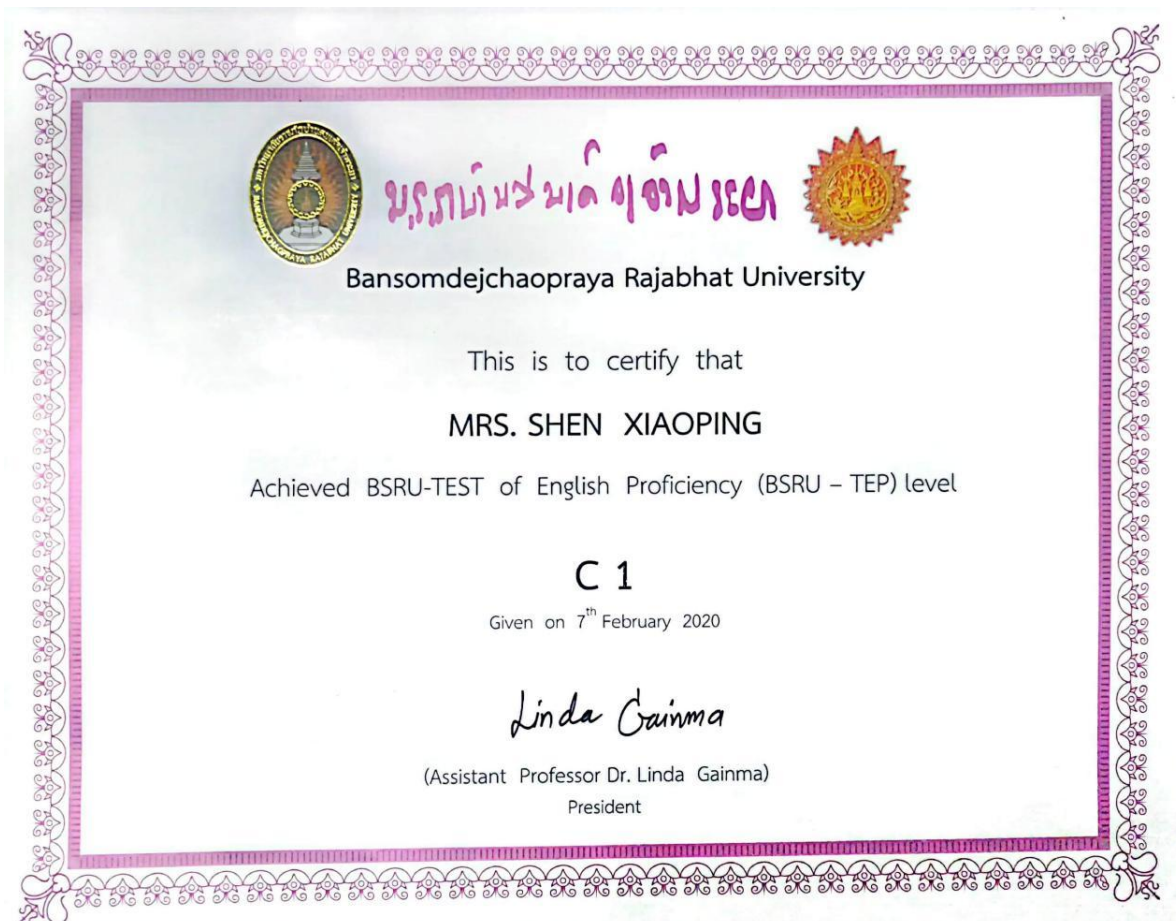 Bansomdejchaopraya Rajabhat University
This is to certify that
MRS. SHEN XIAOPING
Achieved BSRU-TEST of English Proficiency (BSRU – TEP) level
C 1
Given on 7th February 2020
Linda Gainma
(Assistant Professor Dr. Linda Gainma)
President